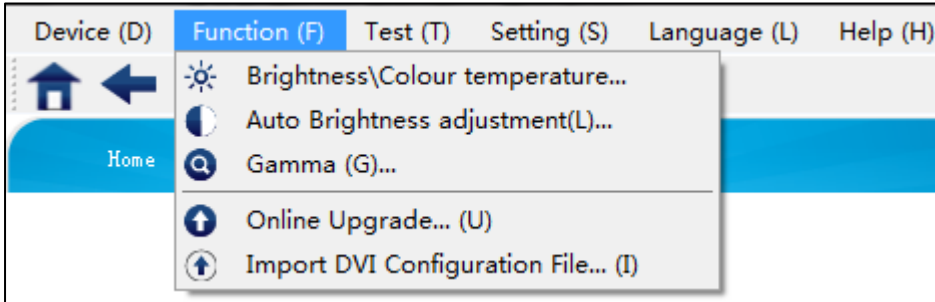 Device (D) Function (F) Test (T) Setting (S) Language (L) Help (H)
Brightness\Colour temperature...
Auto Brightness adjustment(L)...
Home
Gamma (G)...
Online Upgrade... (U)
Import DVI Configuration File... (I)